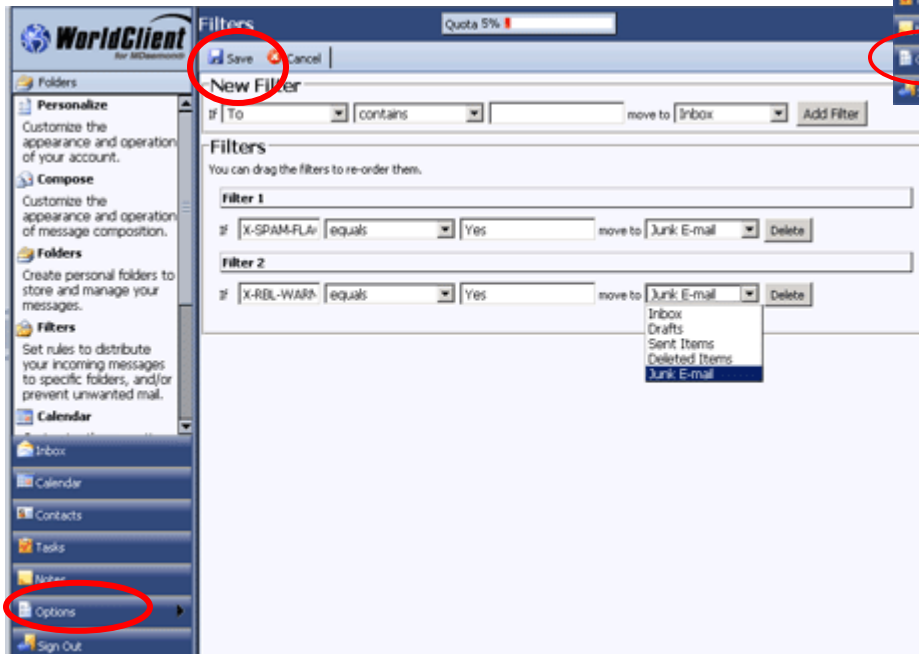 WorldClient
for MDaemon
Filters
Quota 5%
Save Cancel
Folders
Personalize
Customize the
appearance and operation
of your account.
Compose
Customize the
appearance and operation
of message composition.
Folders
Create personal folders to
store and manage your
messages.
Filters
Set rules to distribute
your incoming messages
to specific folders, and/or
prevent unwanted mail.
Calendar
Inbox
Calendar
Contacts
Tasks
Notes
Options
Sign Out
New Filter
If To contains move to Inbox Add Filter
Filters
You can drag the filters to re-order them.
Filter 1
If X-SPAM-FLA equals Yes move to Junk E-mail Delete
Filter 2
If X-RBL-WARN equals Yes move to Junk E-mail Delete
Inbox
Drafts
Sent Items
Deleted Items
Junk E-mail